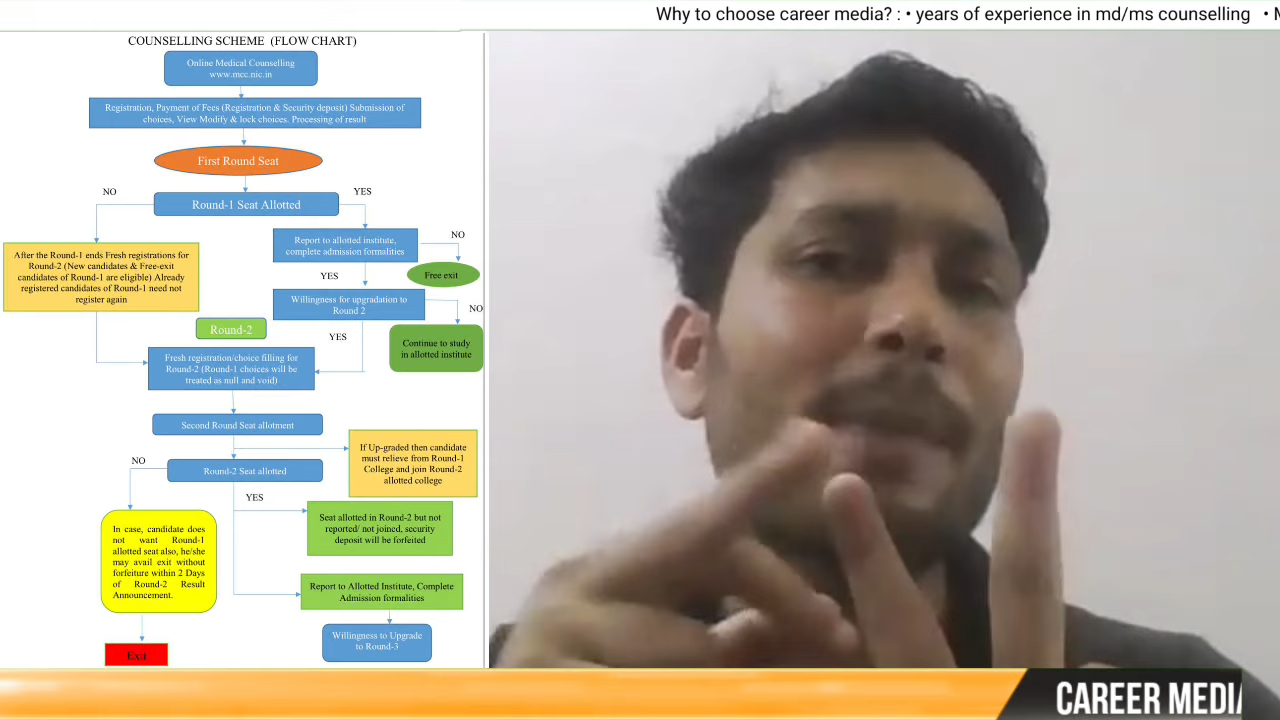 Why to choose career media? : • years of experience in md/ms counselling •
COUNSELLING SCHEME (FLOW CHART)
Online Medical Counselling
www.mcc.nic.in
Registration, Payment of Fees (Registration & Security deposit) Submission of
choices, View Modify & lock choices. Processing of result
First Round Seat
NO
YES
Round-1 Seat Allotted
Report to allotted institute,
complete admission formalities
NO
Free exit
After the Round-1 ends Fresh registrations for
Round-2 (New candidates & Free-exit
candidates of Round-1 are eligible) Already
registered candidates of Round-1 need not
register again
YES
Willingness for upgradation to
Round 2
NO
Round-2
YES
Continue to study
in allotted institute
Fresh registration/choice filling for
Round-2 (Round-1 choices will be
treated as null and void)
Second Round Seat allotment
If Up-graded then candidate
must relieve from Round-1
College and join Round-2
allotted college
NO
Round-2 Seat allotted
YES
Seat allotted in Round-2 but not
reported/ not joined, security
deposit will be forfeited
In case, candidate does
not want Round-1
allotted seat also, he/she
may avail exit without
forfeiture within 2 Days
of Round-2 Result
Announcement.
Report to Allotted Institute, Complete
Admission formalities
Willingness to Upgrade
to Round-3
Exit
CAREER MEDIA